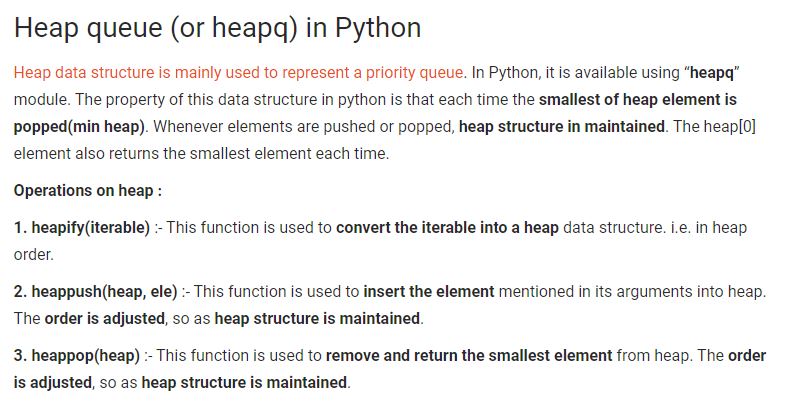 Heap queue (or heapq) in Python
Heap data structure is mainly used to represent a priority queue. In Python, it is available using “heapq”
module. The property of this data structure in python is that each time the smallest of heap element is
popped(min heap). Whenever elements are pushed or popped, heap structure in maintained. The heap[0]
element also returns the smallest element each time.
Operations on heap :
1. heapify(iterable) :- This function is used to convert the iterable into a heap data structure. i.e. in heap
order.
2. heappush(heap, ele) :- This function is used to insert the element mentioned in its arguments into heap.
The order is adjusted, so as heap structure is maintained.
3. heappop(heap) :- This function is used to remove and return the smallest element from heap. The order
is adjusted, so as heap structure is maintained.